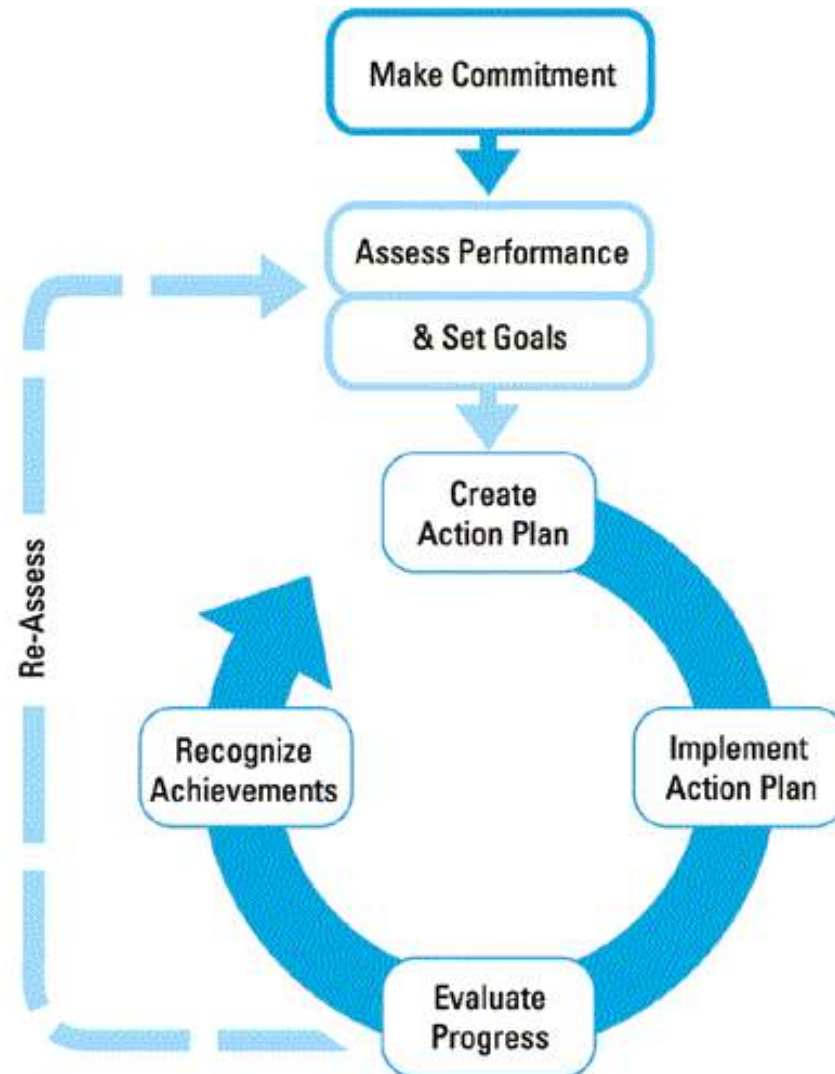 Make Commitment
Assess Performance
& Set Goals
Create
Action Plan
Re-Assess
Recognize
Achievements
Implement
Action Plan
Evaluate
Progress